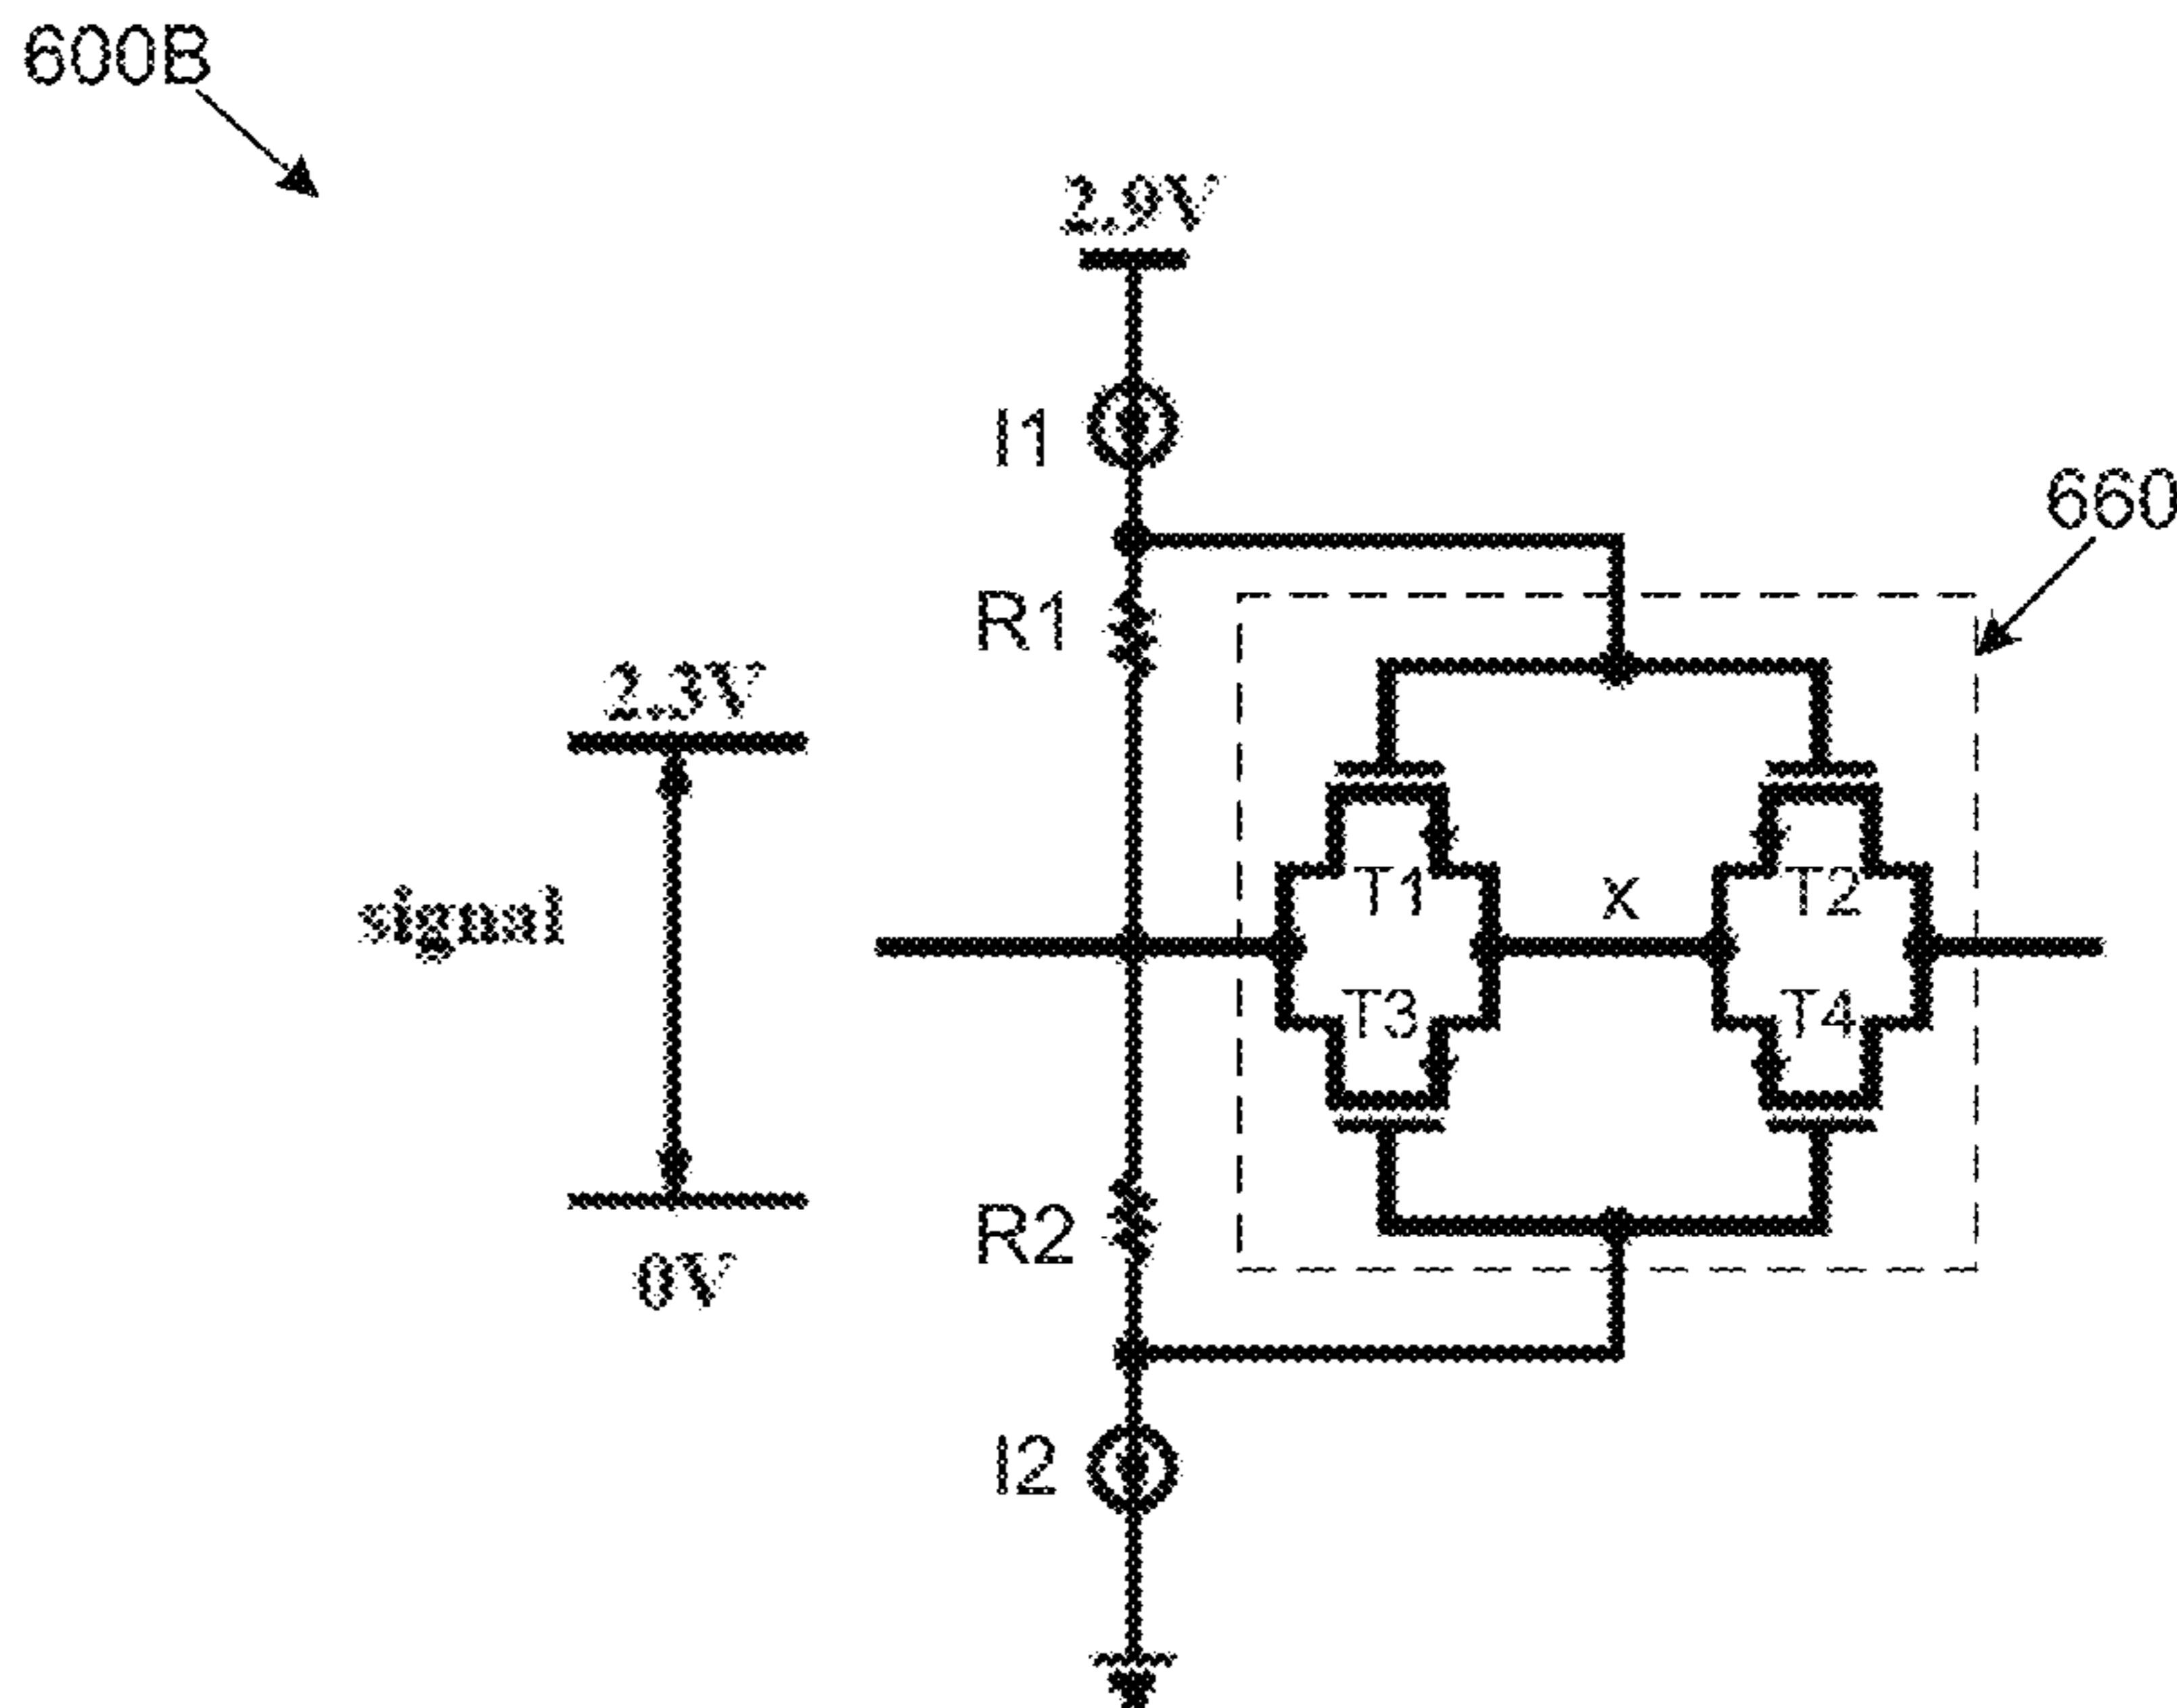 600B
2.9V
I1
660
R1
2.3V
T1
X
T2
signal
T3
T4
R2
0V
I2